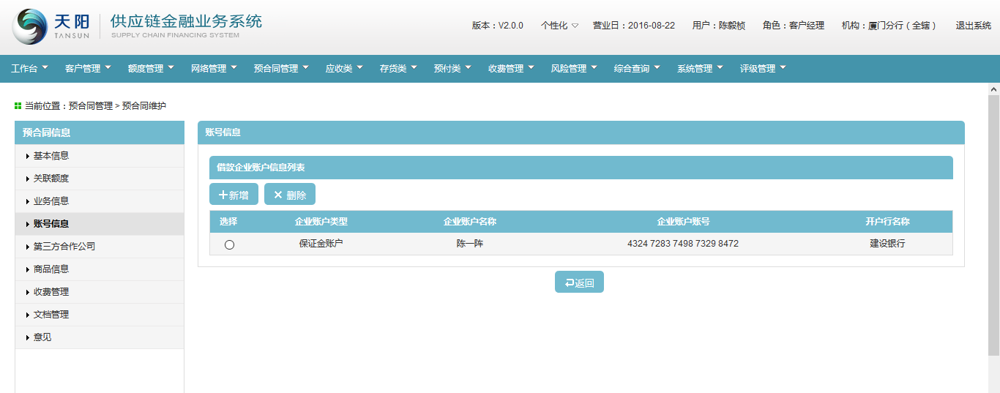 天阳 供应链金融业务系统
TANSUN SUPPLY CHAIN FINANCING SYSTEM
版本：V2.0.0 个性化 营业日：2016-08-22 用户：陈毅桢 角色：客户经理 机构：厦门分行（全辖） 退出系统
工作台 客户管理 额度管理 网络管理 预合同管理 应收类 存货类 预付类 收费管理 风险管理 综合查询 系统管理 评级管理
当前位置：预合同管理 > 预合同维护
预合同信息
基本信息
关联额度
业务信息
账号信息
第三方合作公司
商品信息
收费管理
文档管理
意见
账号信息
借款企业账户信息列表
新增 删除
选择 企业账户类型 企业账户名称 企业账户账号 开户行名称
保证金账户 陈一阵 4324 7283 7498 7329 8472 建设银行
返回